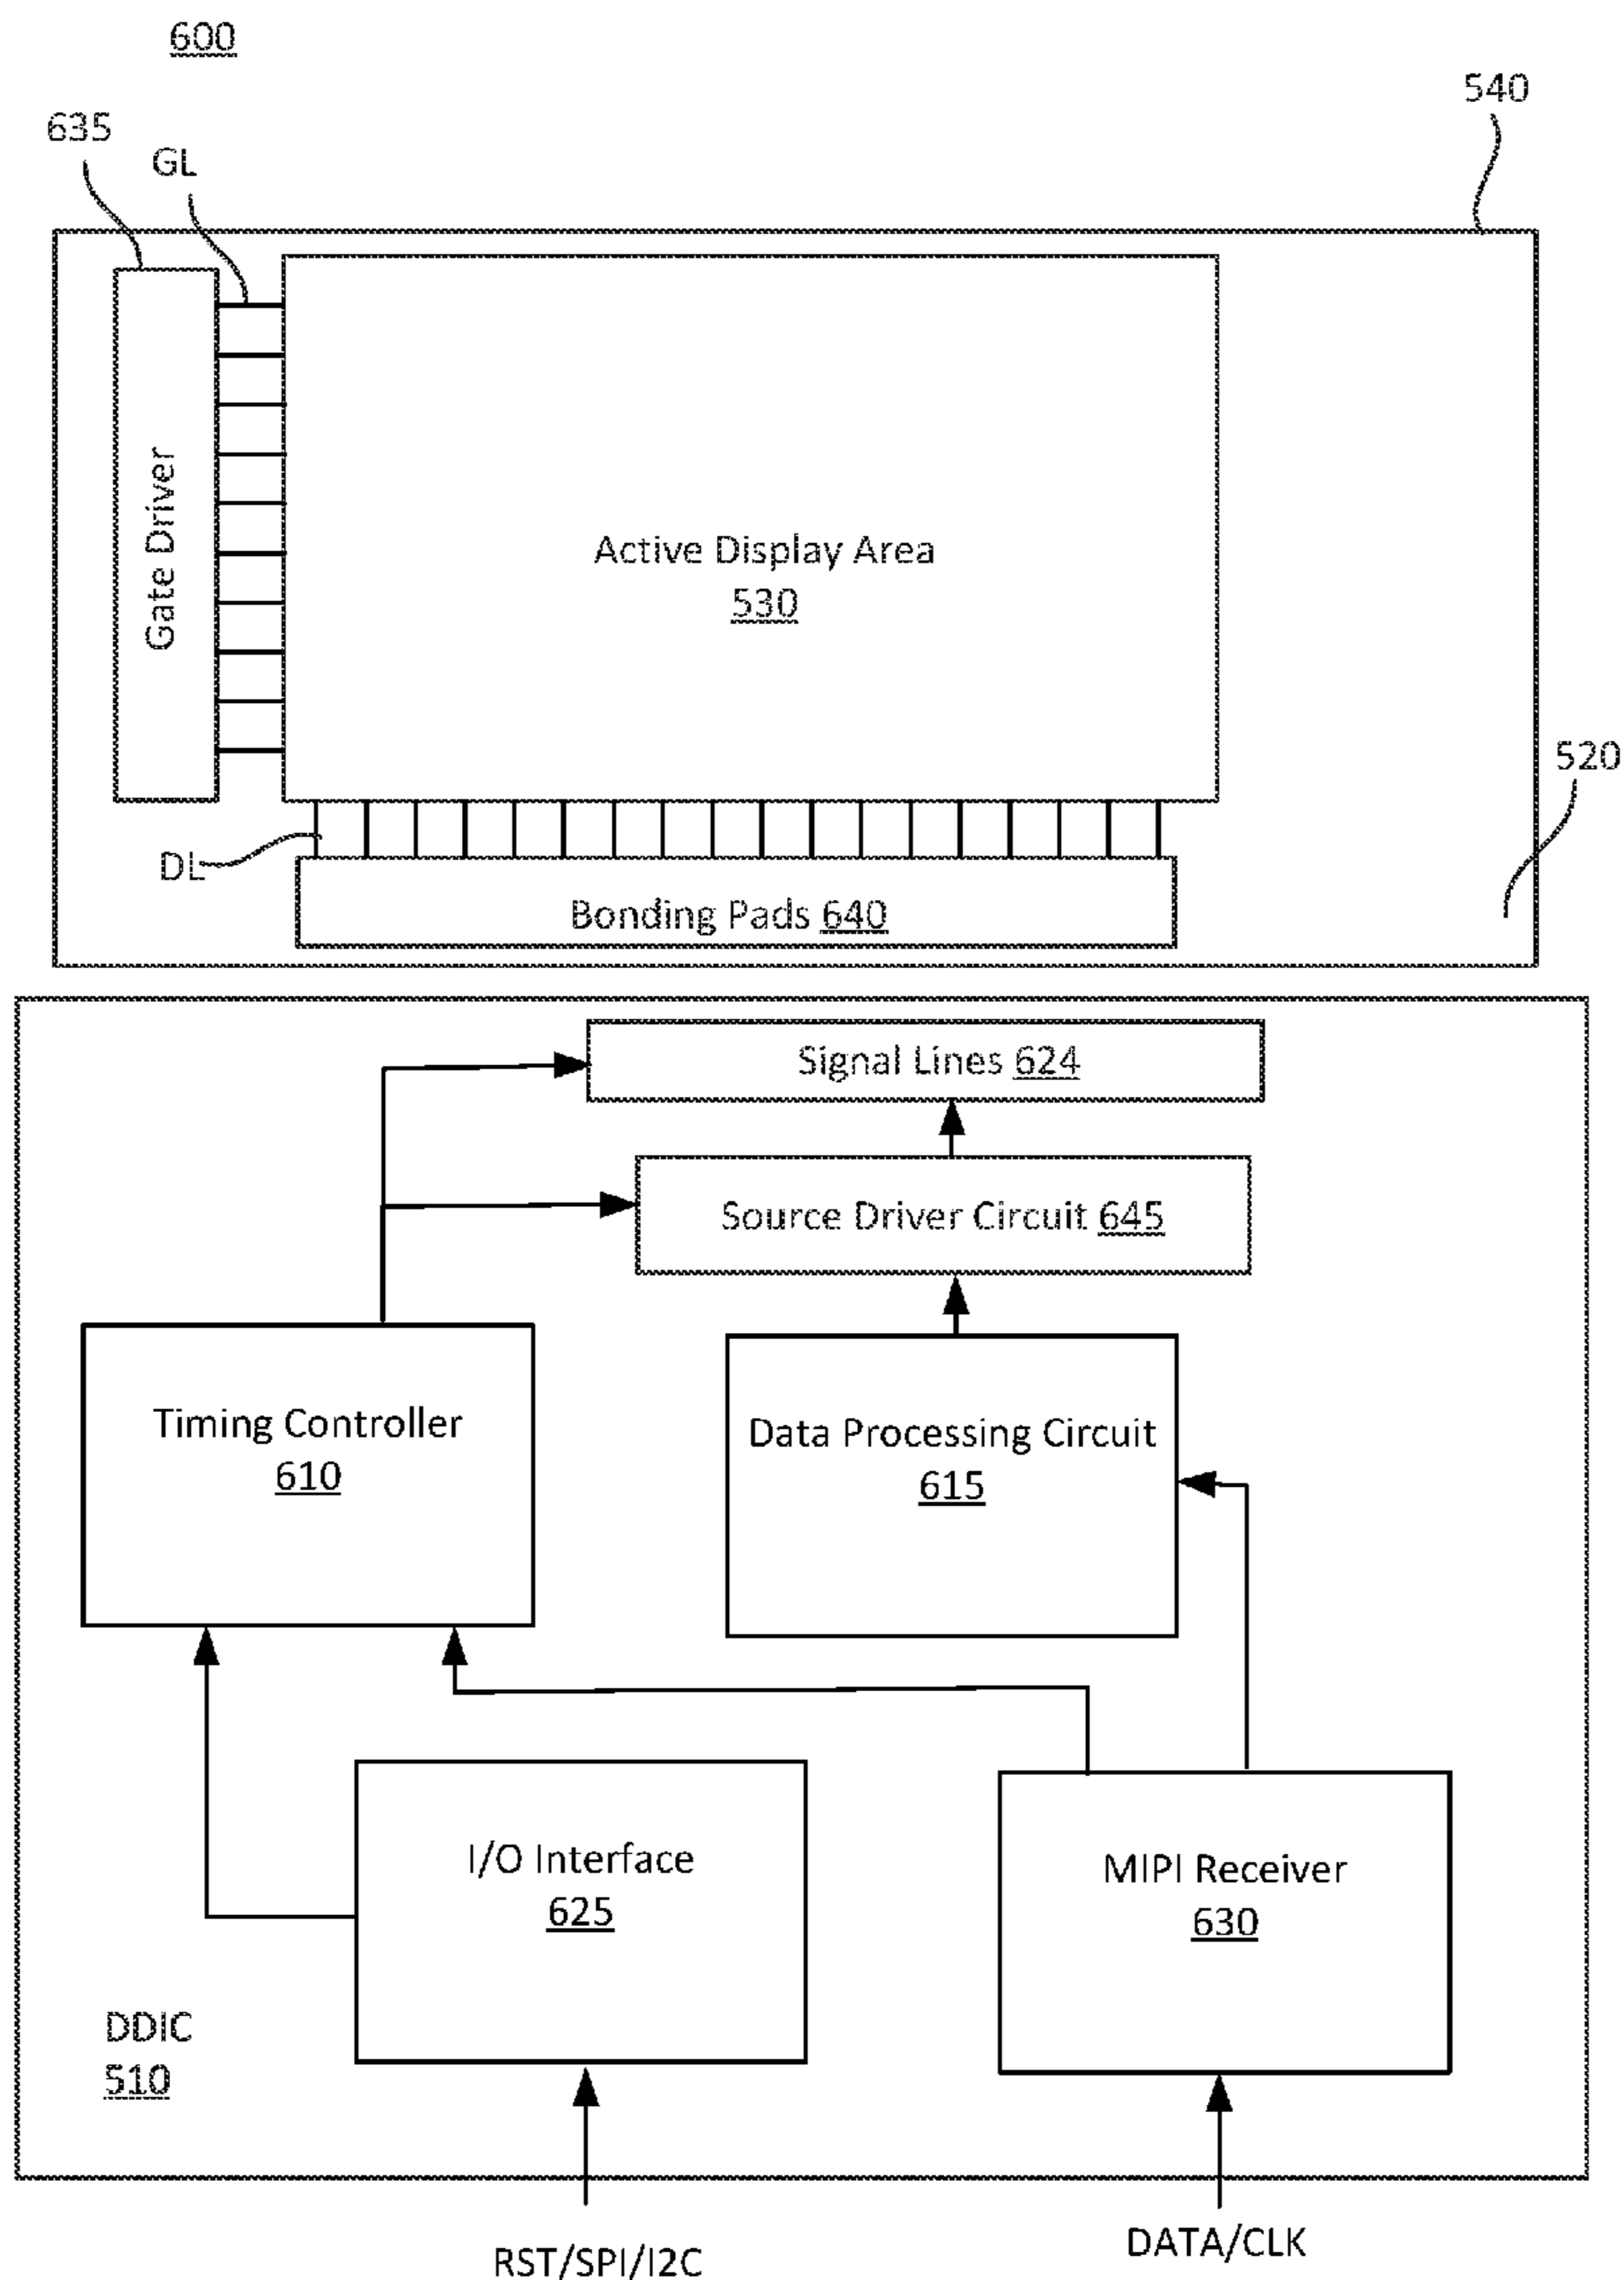 600
540
635
GL
Gate Driver
Active Display Area
530
520
DL
Bonding Pads 640
Signal Lines 624
Source Driver Circuit 645
Timing Controller
610
Data Processing Circuit
615
I/O Interface
625
MIPI Receiver
630
DDIC
510
RST/SPI/I2C
DATA/CLK